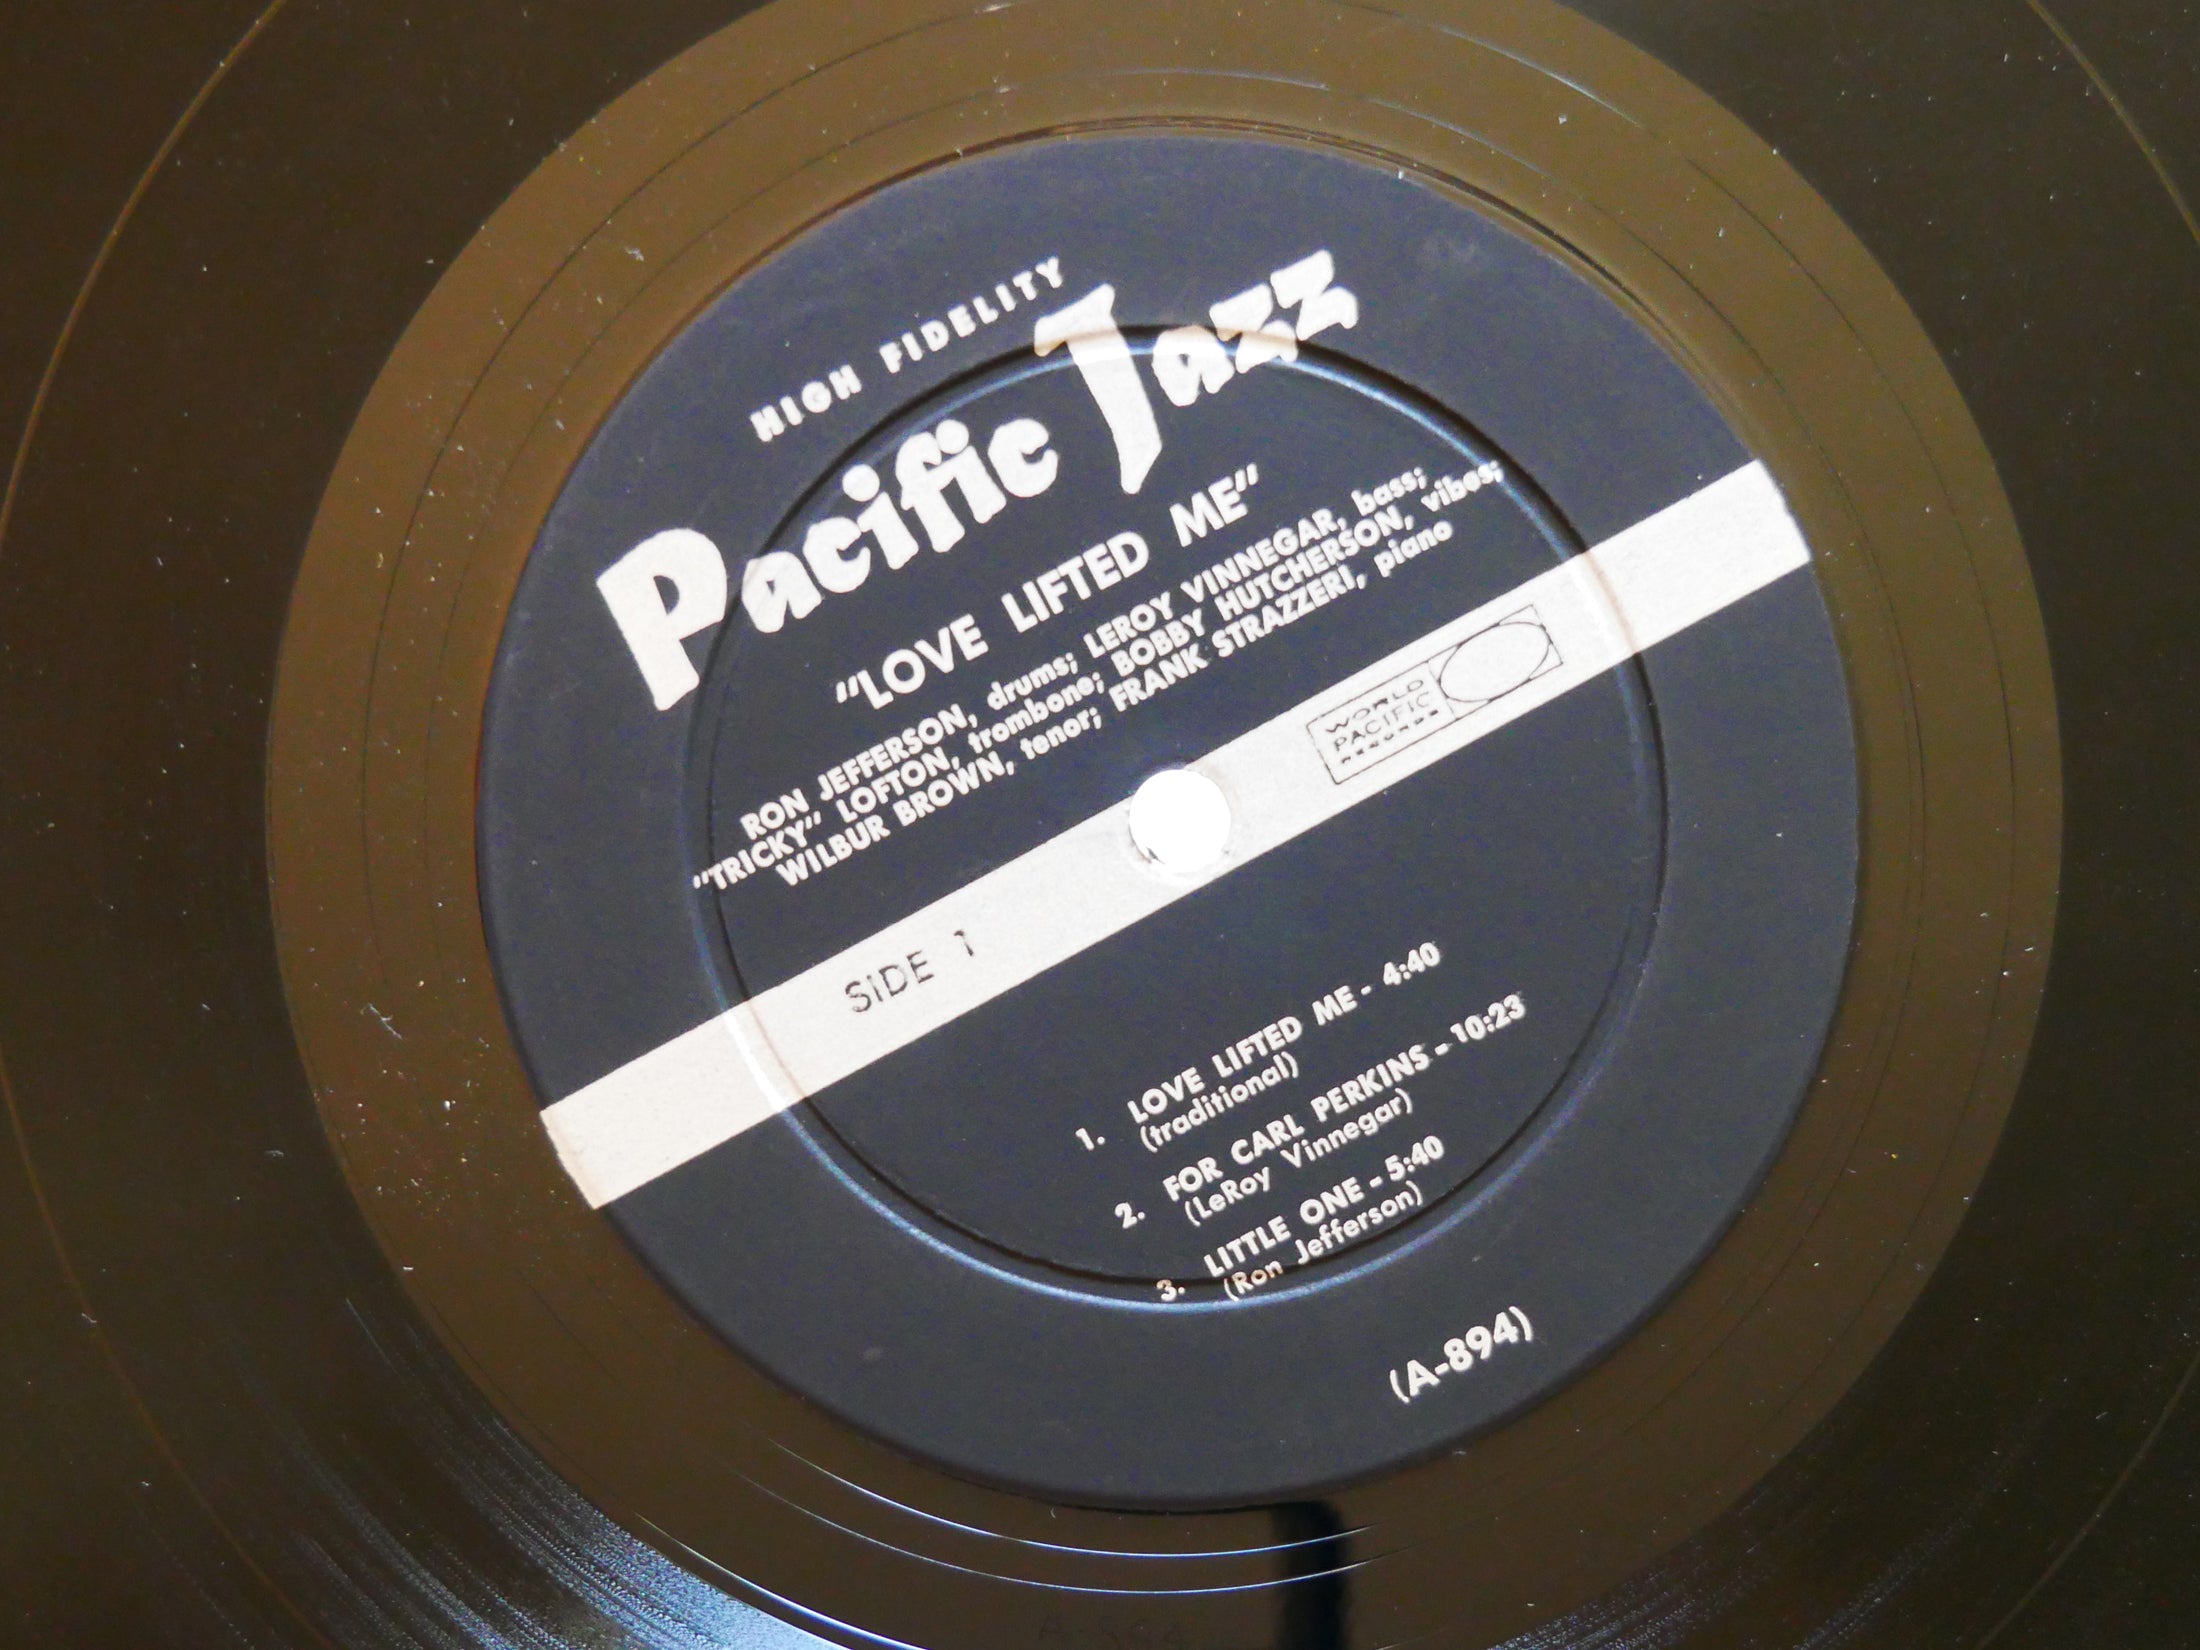 HIGH FIDELITY
Pacific Jazz
"LOVE LIFTED ME"
RON JEFFERSON, drums; LEROY VINNEGAR, bass;
"TRICKY" LOFTON, trombone; BOBBY HUTCHERSON, vibes;
WILBUR BROWN, tenor; FRANK STRAZZERI, piano
WORLD
PACIFIC
RECORDS
SIDE 1
1. LOVE LIFTED ME - 4:40
(traditional)
2. FOR CARL PERKINS - 10:23
(LeRoy Vinnegar)
3. LITTLE ONE - 5:40
(Ron Jefferson)
(A-894)